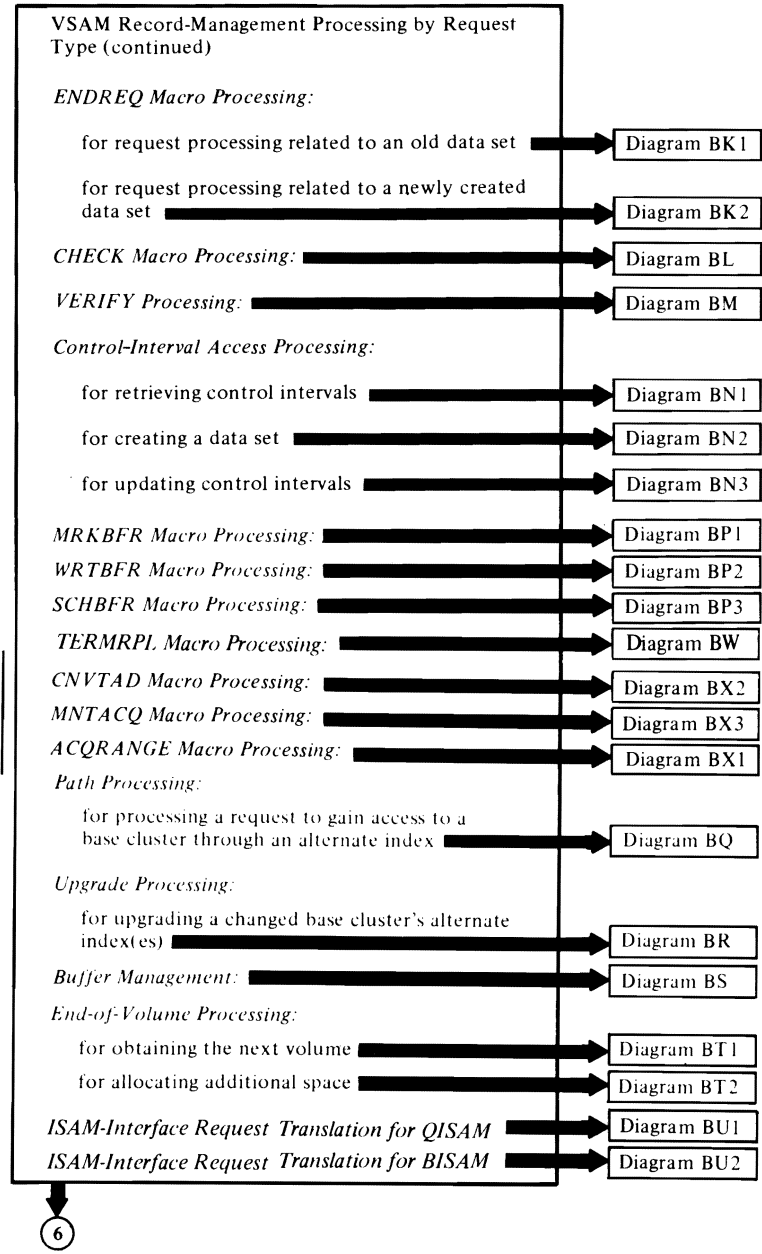 VSAM Record-Management Processing by Request
Type (continued)
ENDREQ Macro Processing:
for request processing related to an old data set Diagram BK1
for request processing related to a newly created
data set Diagram BK2
CHECK Macro Processing: Diagram BL
VERIFY Processing: Diagram BM
Control-Interval Access Processing:
for retrieving control intervals Diagram BN1
for creating a data set Diagram BN2
for updating control intervals Diagram BN3
MRKBFR Macro Processing: Diagram BP1
WRTBFR Macro Processing: Diagram BP2
SCHBFR Macro Processing: Diagram BP3
TERMRPL Macro Processing: Diagram BW
CNVTAD Macro Processing: Diagram BX2
MNTACQ Macro Processing: Diagram BX3
ACQRANGE Macro Processing: Diagram BX1
Path Processing:
for processing a request to gain access to a
base cluster through an alternate index Diagram BQ
Upgrade Processing:
for upgrading a changed base cluster's alternate
index(es) Diagram BR
Buffer Management: Diagram BS
End-of-Volume Processing:
for obtaining the next volume Diagram BT1
for allocating additional space Diagram BT2
ISAM-Interface Request Translation for QISAM Diagram BU1
ISAM-Interface Request Translation for BISAM Diagram BU2
6